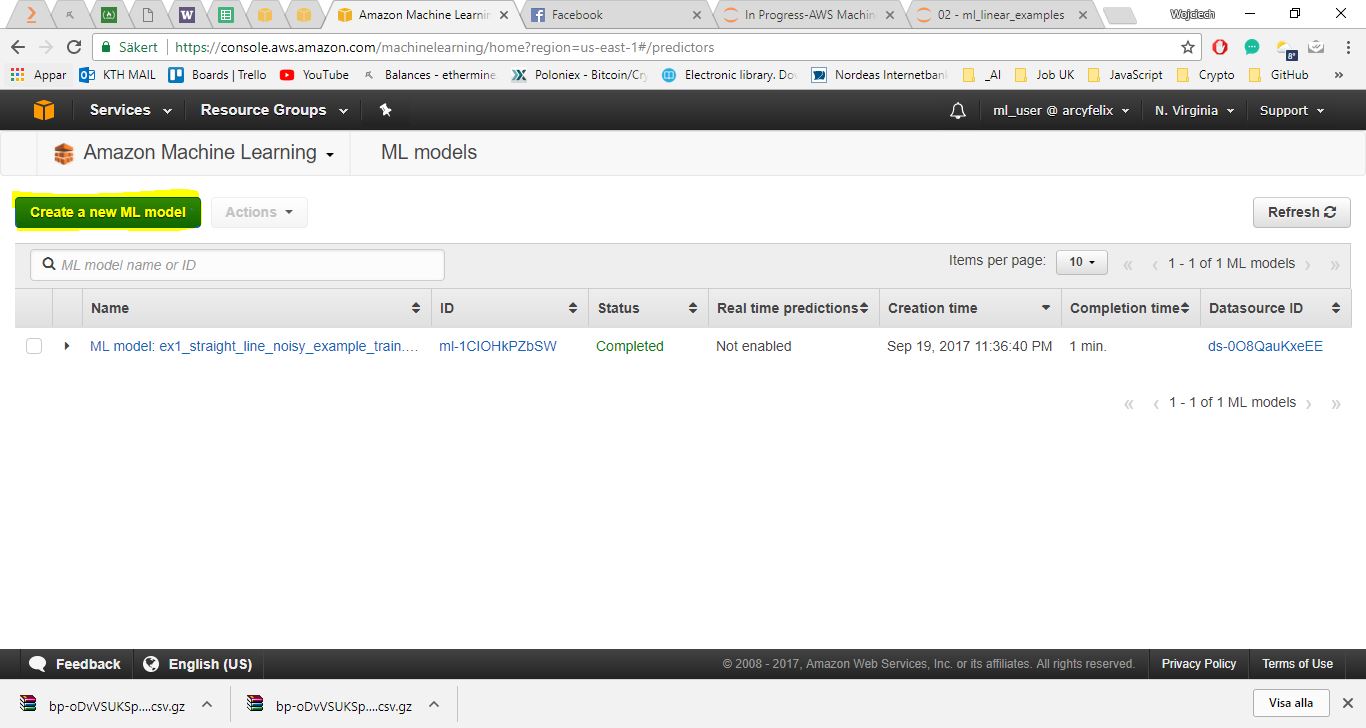 Amazon Machine Learnin
Facebook
In Progress-AWS Machin
02 - ml_linear_examples
Wojciech
Säkert
https://console.aws.amazon.com/machinelearning/home?region=us-east-1#/predictors
8°
Appar
KTH MAIL
Boards | Trello
YouTube
Balances - ethermine
Poloniex - Bitcoin/Cry
Electronic library. Do
Nordeas Internetban
_AI
Job UK
JavaScript
Crypto
GitHub
»
Services
Resource Groups
ml_user @ arcyfelix
N. Virginia
Support
Amazon Machine Learning
ML models
Create a new ML model
Actions
Refresh
ML model name or ID
Items per page:
10
« ‹ 1 - 1 of 1 ML models › »
Name
ID
Status
Real time predictions
Creation time
Completion time
Datasource ID
ML model: ex1_straight_line_noisy_example_train.…
ml-1CIOHkPZbSW
Completed
Not enabled
Sep 19, 2017 11:36:40 PM
1 min.
ds-0O8QauKxeEE
« ‹ 1 - 1 of 1 ML models › »
Feedback
English (US)
© 2008 - 2017, Amazon Web Services, Inc. or its affiliates. All rights reserved.
Privacy Policy
Terms of Use
bp-oDvVSUKSp....csv.gz
bp-oDvVSUKSp....csv.gz
Visa alla